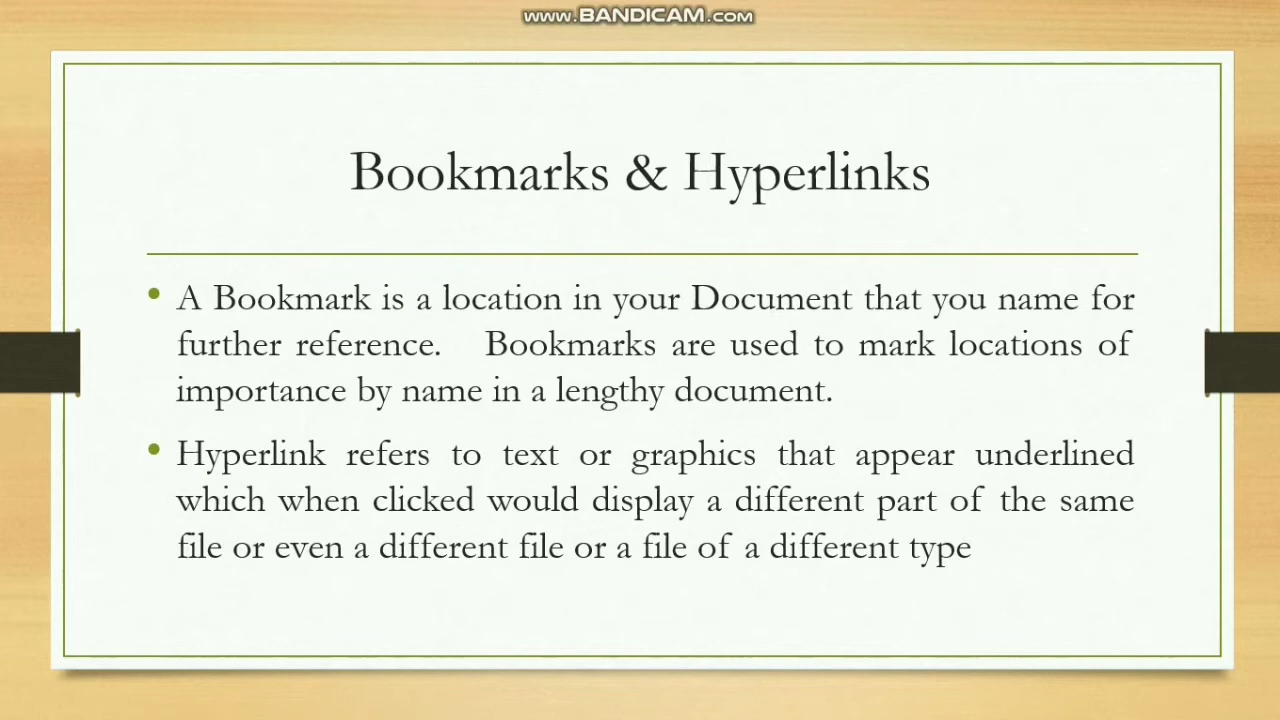 www.BANDICAM.com
Bookmarks & Hyperlinks
• A Bookmark is a location in your Document that you name for
further reference. Bookmarks are used to mark locations of
importance by name in a lengthy document.
• Hyperlink refers to text or graphics that appear underlined
which when clicked would display a different part of the same
file or even a different file or a file of a different type